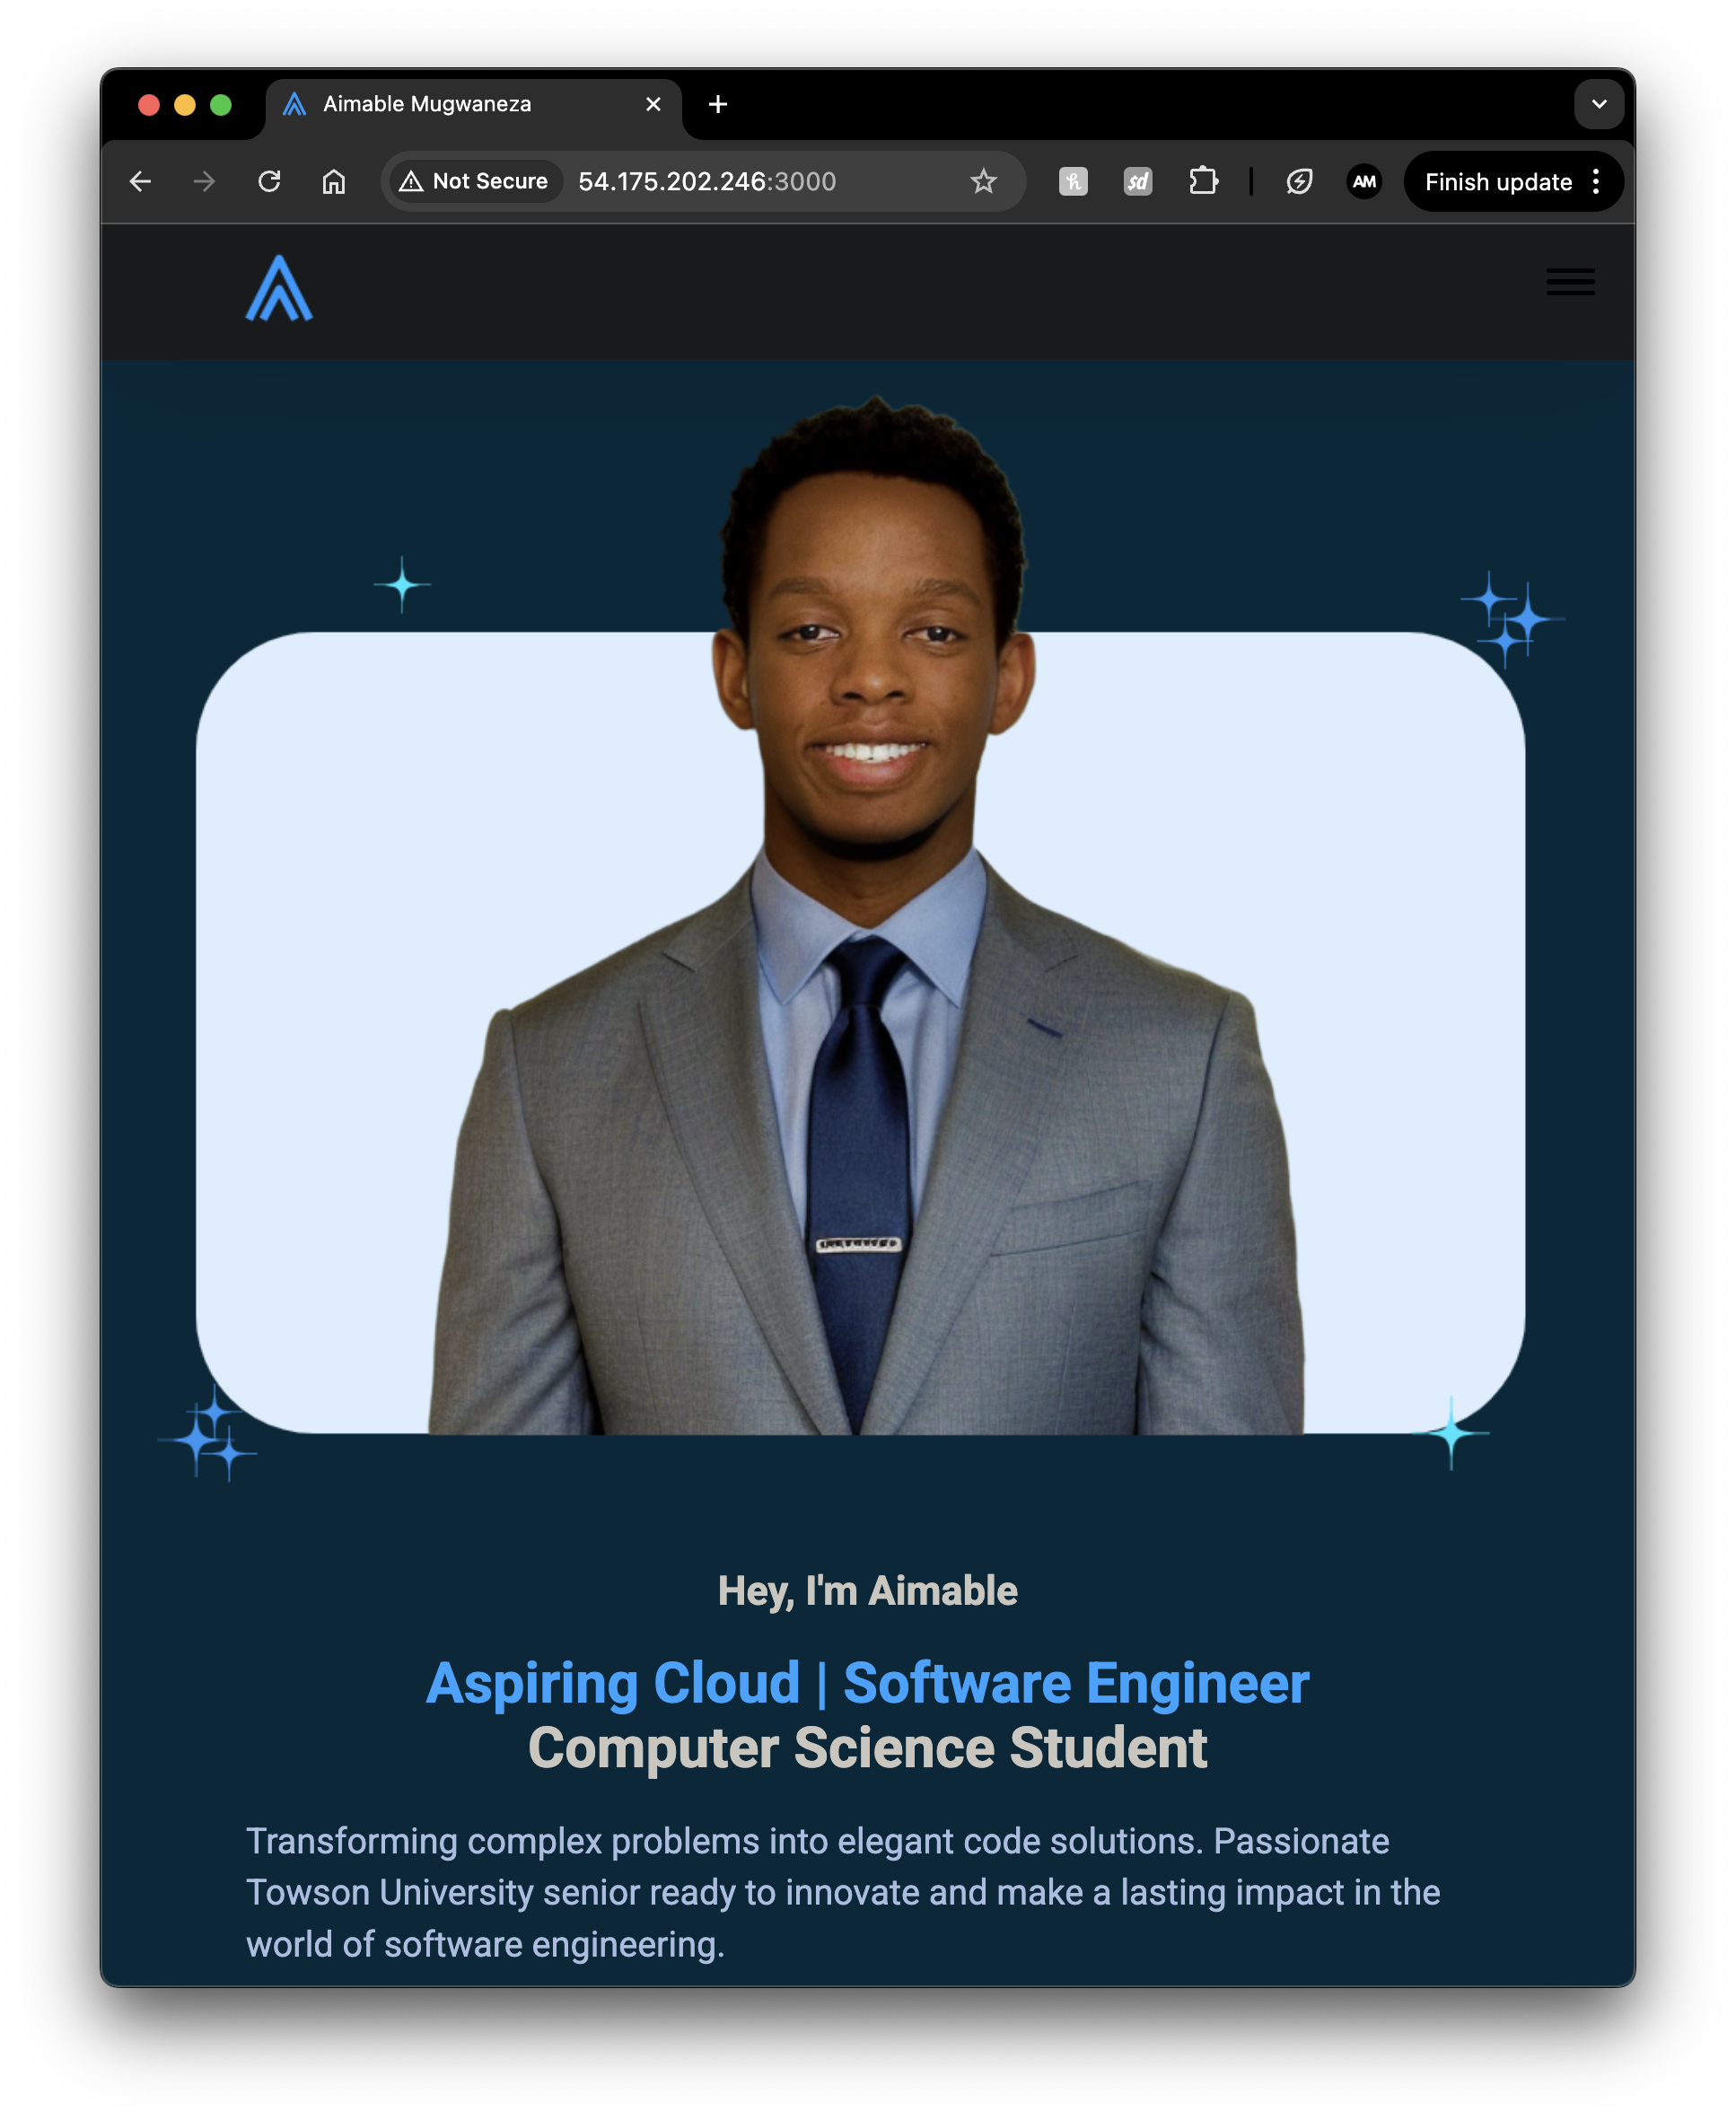 Aimable Mugwaneza
Not Secure 54.175.202.246:3000
AM
Finish update
Hey, I'm Aimable
Aspiring Cloud | Software Engineer
Computer Science Student
Transforming complex problems into elegant code solutions. Passionate
Towson University senior ready to innovate and make a lasting impact in the
world of software engineering.